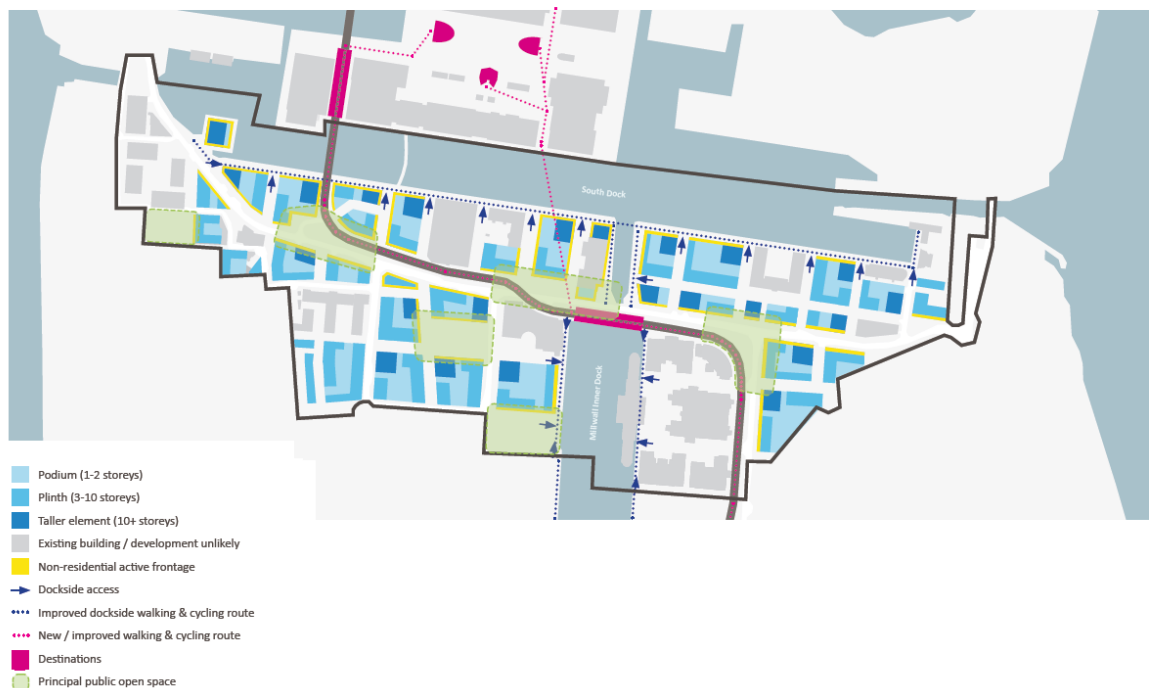 South Dock
Millwall Inner Dock
Podium (1-2 storeys)
Plinth (3-10 storeys)
Taller element (10+ storeys)
Existing building / development unlikely
Non-residential active frontage
Dockside access
Improved dockside walking & cycling route
New / improved walking & cycling route
Destinations
Principal public open space